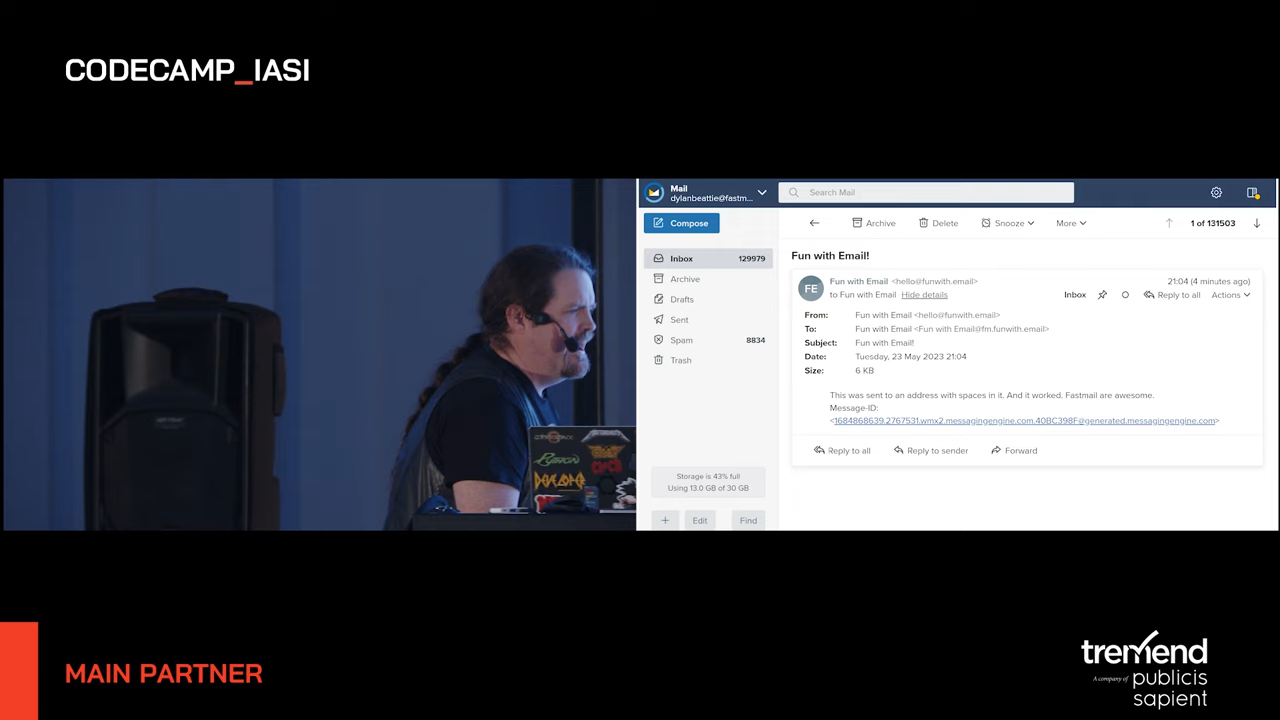 CODECAMP_IASI
Mail
dylanbeattie@fastm...
Search Mail
Compose
Archive
Delete
Snooze
More
1 of 131503
Inbox 129979
Archive
Drafts
Sent
Spam 8834
Trash
Storage is 43% full
Using 13.0 GB of 30 GB
Edit
Find
Fun with Email!
FE
Fun with Email <hello@funwith.email>
21:04 (4 minutes ago)
to Fun with Email Hide details
Inbox
Reply to all
Actions
From: Fun with Email <hello@funwith.email>
To: Fun with Email <Fun with Email@fm.funwith.email>
Subject: Fun with Email!
Date: Tuesday, 23 May 2023 21:04
Size: 6 KB
This was sent to an address with spaces in it. And it worked. Fastmail are awesome.
Message-ID:
<1684868639.2767531.wmx2.messagingengine.com.40BC398F@generated.messagingengine.com>
Reply to all
Reply to sender
Forward
Python
DEVELOPER
MAIN PARTNER
tremend
A company of publicis
sapient